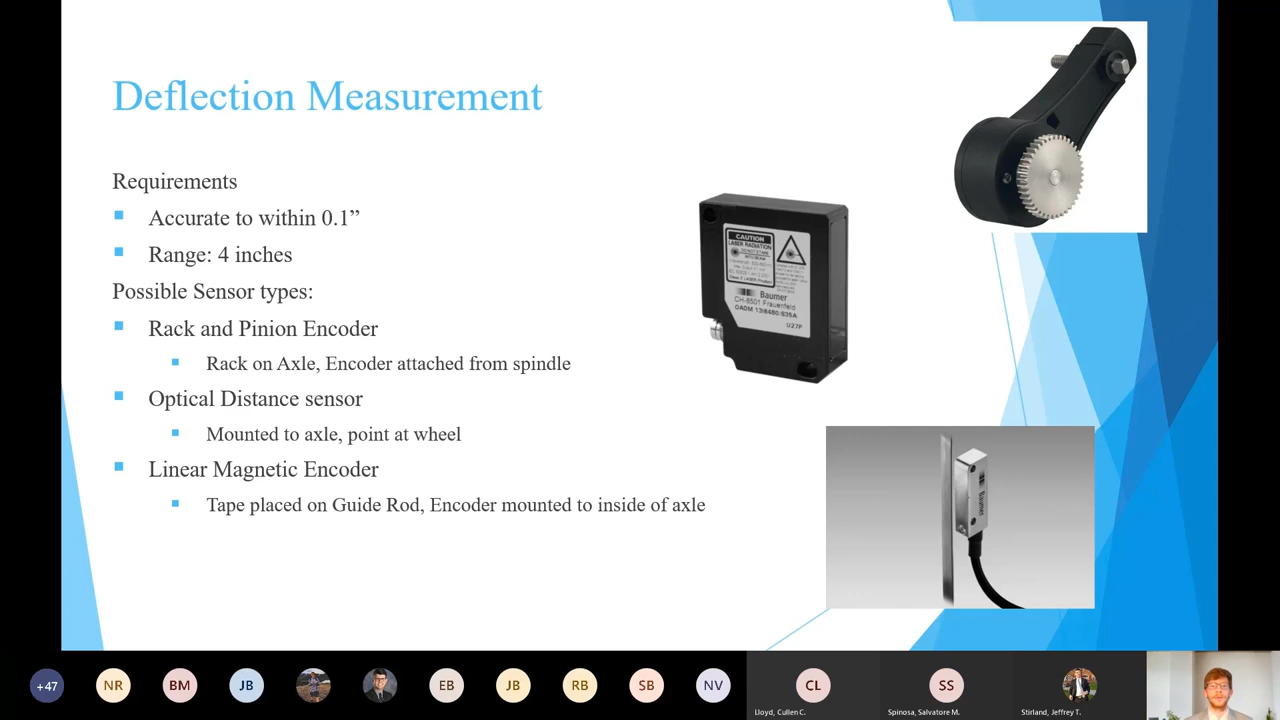 Deflection Measurement
Requirements
Accurate to within 0.1”
Range: 4 inches
Possible Sensor types:
Rack and Pinion Encoder
Rack on Axle, Encoder attached from spindle
Optical Distance sensor
Mounted to axle, point at wheel
Linear Magnetic Encoder
Tape placed on Guide Rod, Encoder mounted to inside of axle
CAUTION
LASER RADIATION
Baumer
CH-8501 Frauenfeld
OADM 13I6480/S35A
U27P
Baumer
+47
NR
BM
JB
EB
JB
RB
SB
NV
CL
SS
Lloyd, Cullen C.
Spinosa, Salvatore M.
Stirland, Jeffrey T.